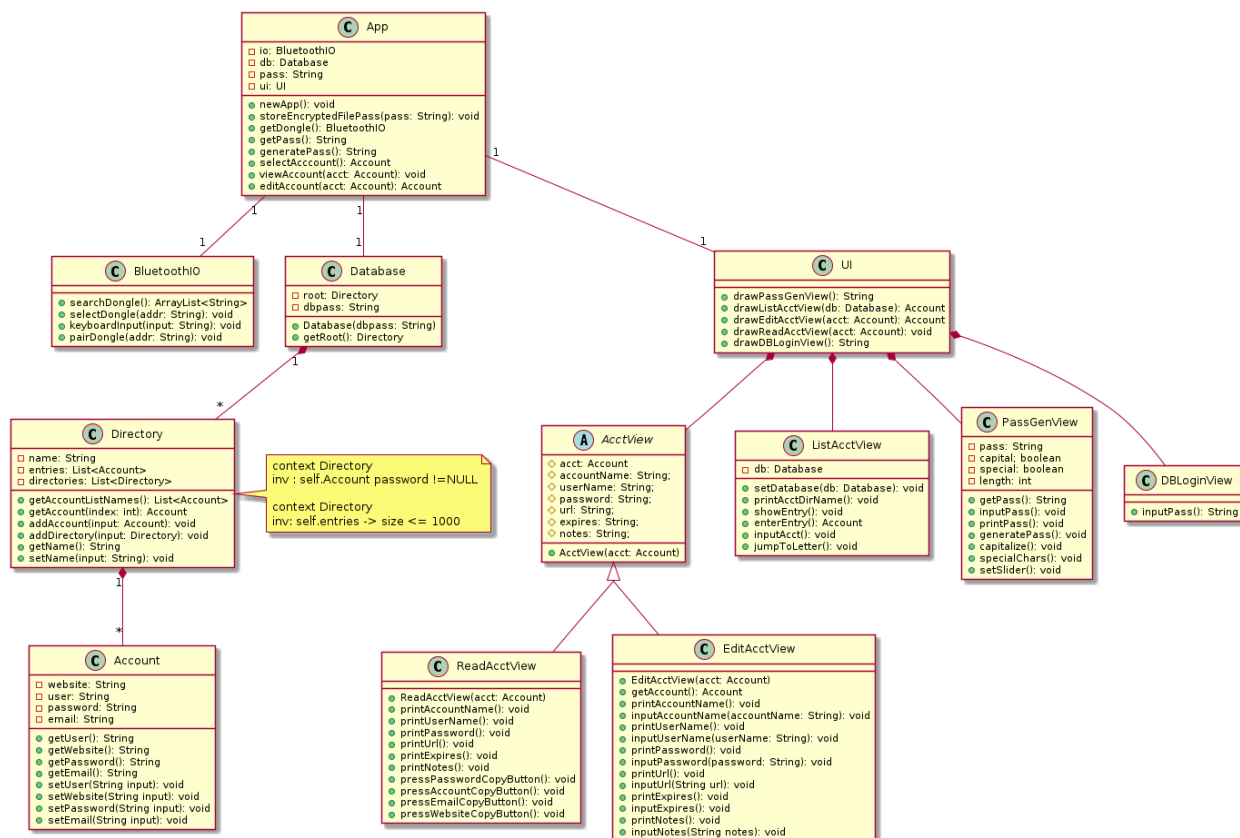 C App
io: BluetoothIO
db: Database
pass: String
ui: UI
newApp(): void
storeEncryptedFilePass(pass: String): void
getDongle(): BluetoothIO
getPass(): String
generatePass(): String
selectAcccount(): Account
viewAccount(acct: Account): void
editAccount(acct: Account): Account
1
1
1
1
1
1
C BluetoothIO
searchDongle(): ArrayList<String>
selectDongle(addr: String): void
keyboardInput(input: String): void
pairDongle(addr: String): void
C Database
root: Directory
dbpass: String
Database(dbpass: String)
getRoot(): Directory
C UI
drawPassGenView(): String
drawListAcctView(db: Database): Account
drawEditAcctView(acct: Account): Account
drawReadAcctView(acct: Account): void
drawDBLoginView(): String
1
*
C Directory
name: String
entries: List<Account>
directories: List<Directory>
getAccountListNames(): List<Account>
getAccount(index: int): Account
addAccount(input: Account): void
addDirectory(input: Directory): void
getName(): String
setName(input: String): void
context Directory
inv : self.Account password !=NULL
context Directory
inv: self.entries -> size <= 1000
A AcctView
acct: Account
accountName: String;
userName: String;
password: String;
url: String;
expires: String;
notes: String;
AcctView(acct: Account)
C ListAcctView
db: Database
setDatabase(db: Database): void
printAcctDirName(): void
showEntry(): void
enterEntry(): Account
inputAcct(): void
jumpToLetter(): void
C PassGenView
pass: String
capital; boolean
special: boolean
length: int
getPass(): String
inputPass(): void
printPass(): void
generatePass(): void
capitalize(): void
specialChars(): void
setSlider(): void
C DBLoginView
inputPass(): String
1
*
C Account
website: String
user: String
password: String
email: String
getUser(): String
getWebsite(): String
getPassword(): String
getEmail(): String
setUser(String input): void
setWebsite(String input): void
setPassword(String input): void
setEmail(String input): void
C ReadAcctView
ReadAcctView(acct: Account)
printAccountName(): void
printUserName(): void
printPassword(): void
printUrl(): void
printExpires(): void
printNotes(): void
pressPasswordCopyButton(): void
pressAccountCopyButton(): void
pressEmailCopyButton(): void
pressWebsiteCopyButton(): void
C EditAcctView
EditAcctView(acct: Account)
getAccount(): Account
printAccountName(): void
inputAccountName(accountName: String): void
printUserName(): void
inputUserName(userName: String): void
printPassword(): void
inputPassword(password: String): void
printUrl(): void
inputUrl(String url): void
printExpires(): void
inputExpires(): void
printNotes(): void
inputNotes(String notes): void